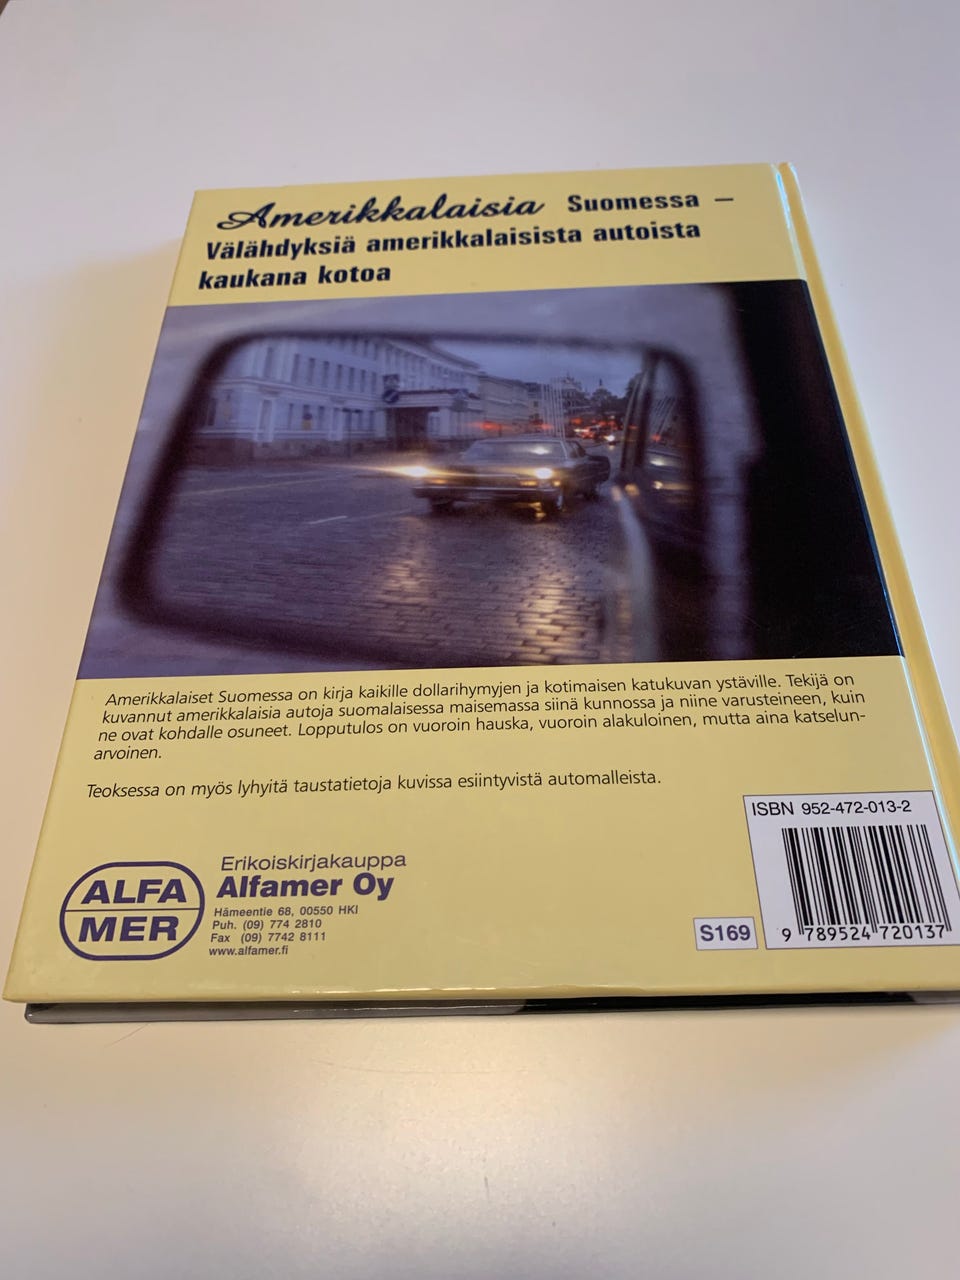 Amerikkalaisia Suomessa –
Välähdyksiä amerikkalaisista autoista
kaukana kotoa
Amerikkalaiset Suomessa on kirja kaikille dollarihymyjen ja kotimaisen katukuvan ystäville. Tekijä on
kuvannut amerikkalaisia autoja suomalaisessa maisemassa siinä kunnossa ja niine varusteineen, kuin
ne ovat kohdalle osuneet. Lopputulos on vuoroin hauska, vuoroin alakuloinen, mutta aina katselun-
arvoinen.
Teoksessa on myös lyhyitä taustatietoja kuvissa esiintyvistä automalleista.
ALFA
MER
Erikoiskirjakauppa
Alfamer Oy
Hämeentie 68, 00550 HKI
Puh. (09) 774 2810
Fax (09) 7742 8111
www.alfamer.fi
S169
ISBN 952-472-013-2
9 789524 720137